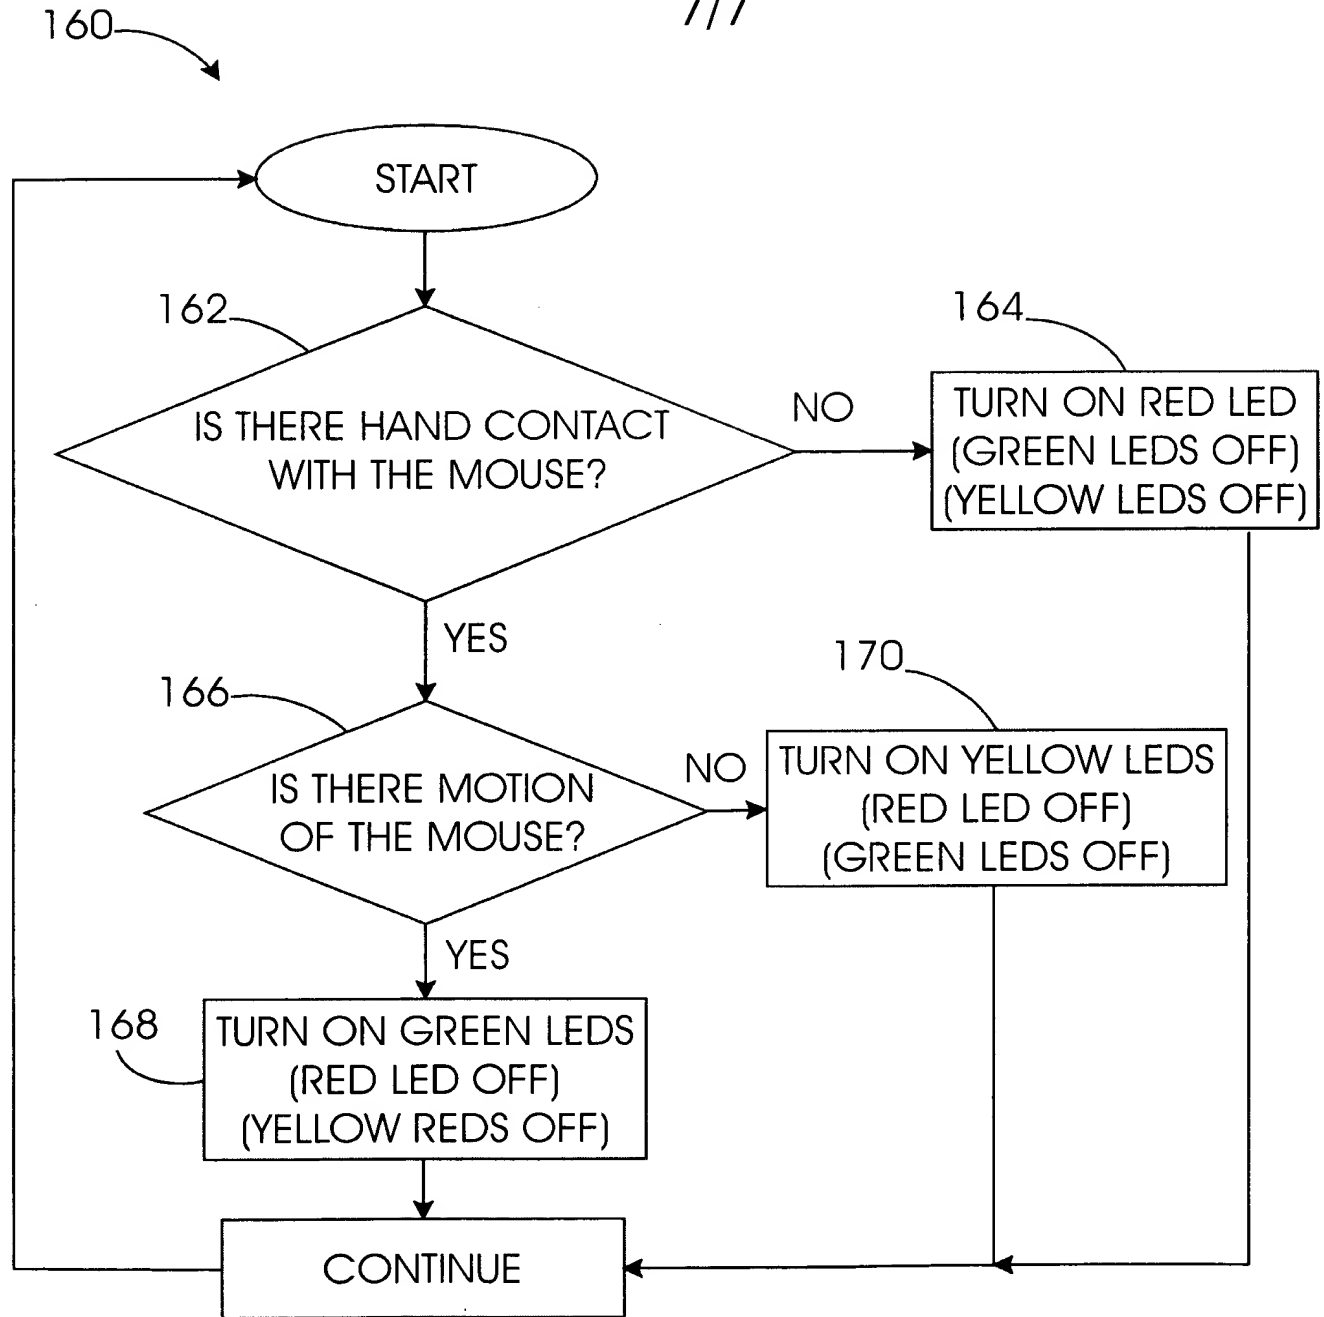 7/7
160
START
162
IS THERE HAND CONTACT
WITH THE MOUSE?
NO
164
TURN ON RED LED
(GREEN LEDS OFF)
(YELLOW LEDS OFF)
YES
166
IS THERE MOTION
OF THE MOUSE?
NO
170
TURN ON YELLOW LEDS
(RED LED OFF)
(GREEN LEDS OFF)
YES
168
TURN ON GREEN LEDS
(RED LED OFF)
(YELLOW REDS OFF)
CONTINUE